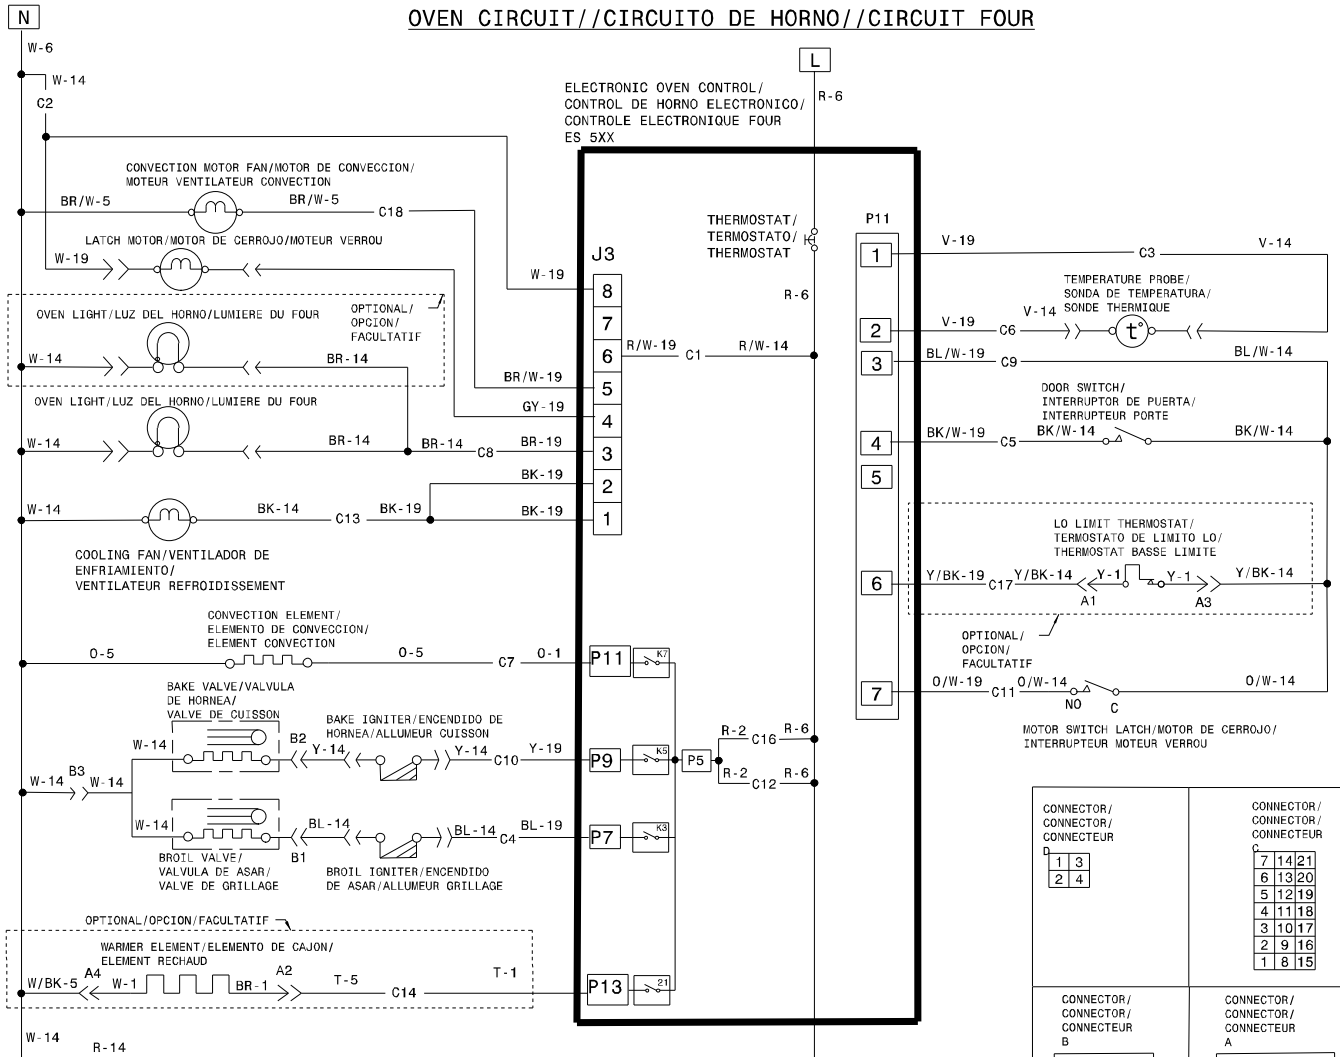 N
OVEN CIRCUIT//CIRCUITO DE HORNO//CIRCUIT FOUR
W-6
W-14
C2
L
R-6
ELECTRONIC OVEN CONTROL/
CONTROL DE HORNO ELECTRONICO/
CONTROLE ELECTRONIQUE FOUR
ES 5XX
CONVECTION MOTOR FAN/MOTOR DE CONVECCION/
MOTEUR VENTILATEUR CONVECTION
BR/W-5
BR/W-5
C18
LATCH MOTOR/MOTOR DE CERROJO/MOTEUR VERROU
W-19
OPTIONAL/
OPCION/
FACULTATIF
OVEN LIGHT/LUZ DEL HORNO/LUMIERE DU FOUR
W-14
BR-14
OVEN LIGHT/LUZ DEL HORNO/LUMIERE DU FOUR
W-14
BR-14
BR-14
C8
BR-19
W-14
BK-14
C13
BK-19
BK-19
BK-19
COOLING FAN/VENTILADOR DE
ENFRIAMIENTO/
VENTILATEUR REFROIDISSEMENT
J3
W-19
8
7
6
5
4
3
2
1
BR/W-19
GY-19
R/W-19
C1
R/W-14
THERMOSTAT/
TERMOSTATO/
THERMOSTAT
R-6
P11
1
2
3
4
5
6
7
V-19
C3
V-14
TEMPERATURE PROBE/
SONDA DE TEMPERATURA/
SONDE THERMIQUE
V-19
C6
V-14
t°
BL/W-19
C9
BL/W-14
DOOR SWITCH/
INTERRUPTOR DE PUERTA/
INTERRUPTEUR PORTE
BK/W-19
C5
BK/W-14
BK/W-14
LO LIMIT THERMOSTAT/
TERMOSTATO DE LIMITO LO/
THERMOSTAT BASSE LIMITE
Y/BK-19
C17
Y/BK-14
Y-1
Y-1
Y/BK-14
A1
A3
OPTIONAL/
OPCION/
FACULTATIF
O/W-19
C11
O/W-14
NO
C
O/W-14
MOTOR SWITCH LATCH/MOTOR DE CERROJO/
INTERRUPTEUR MOTEUR VERROU
CONVECTION ELEMENT/
ELEMENTO DE CONVECCION/
ELEMENT CONVECTION
O-5
O-5
C7
O-1
P11
K7
BAKE VALVE/VALVULA
DE HORNEA/
VALVE DE CUISSON
BAKE IGNITER/ENCENDIDO DE
HORNEA/ALLUMEUR CUISSON
W-14
B2
Y-14
Y-14
C10
Y-19
P9
K5
P5
R-2
C16
R-6
R-2
C12
R-6
B3
W-14
W-14
W-14
BL-14
BL-14
C4
BL-19
P7
K3
B1
BROIL VALVE/
VALVULA DE ASAR/
VALVE DE GRILLAGE
BROIL IGNITER/ENCENDIDO
DE ASAR/ALLUMEUR GRILLAGE
OPTIONAL/OPCION/FACULTATIF
WARMER ELEMENT/ELEMENTO DE CAJON/
ELEMENT RECHAUD
W/BK-5
A4
W-1
BR-1
A2
T-5
C14
T-1
P13
21
W-14
R-14
CONNECTOR/
CONNECTOR/
CONNECTEUR
D
1 3
2 4
CONNECTOR/
CONNECTOR/
CONNECTEUR
C
7 14 21
6 13 20
5 12 19
4 11 18
3 10 17
2 9 16
1 8 15
CONNECTOR/
CONNECTOR/
CONNECTEUR
B
CONNECTOR/
CONNECTOR/
CONNECTEUR
A